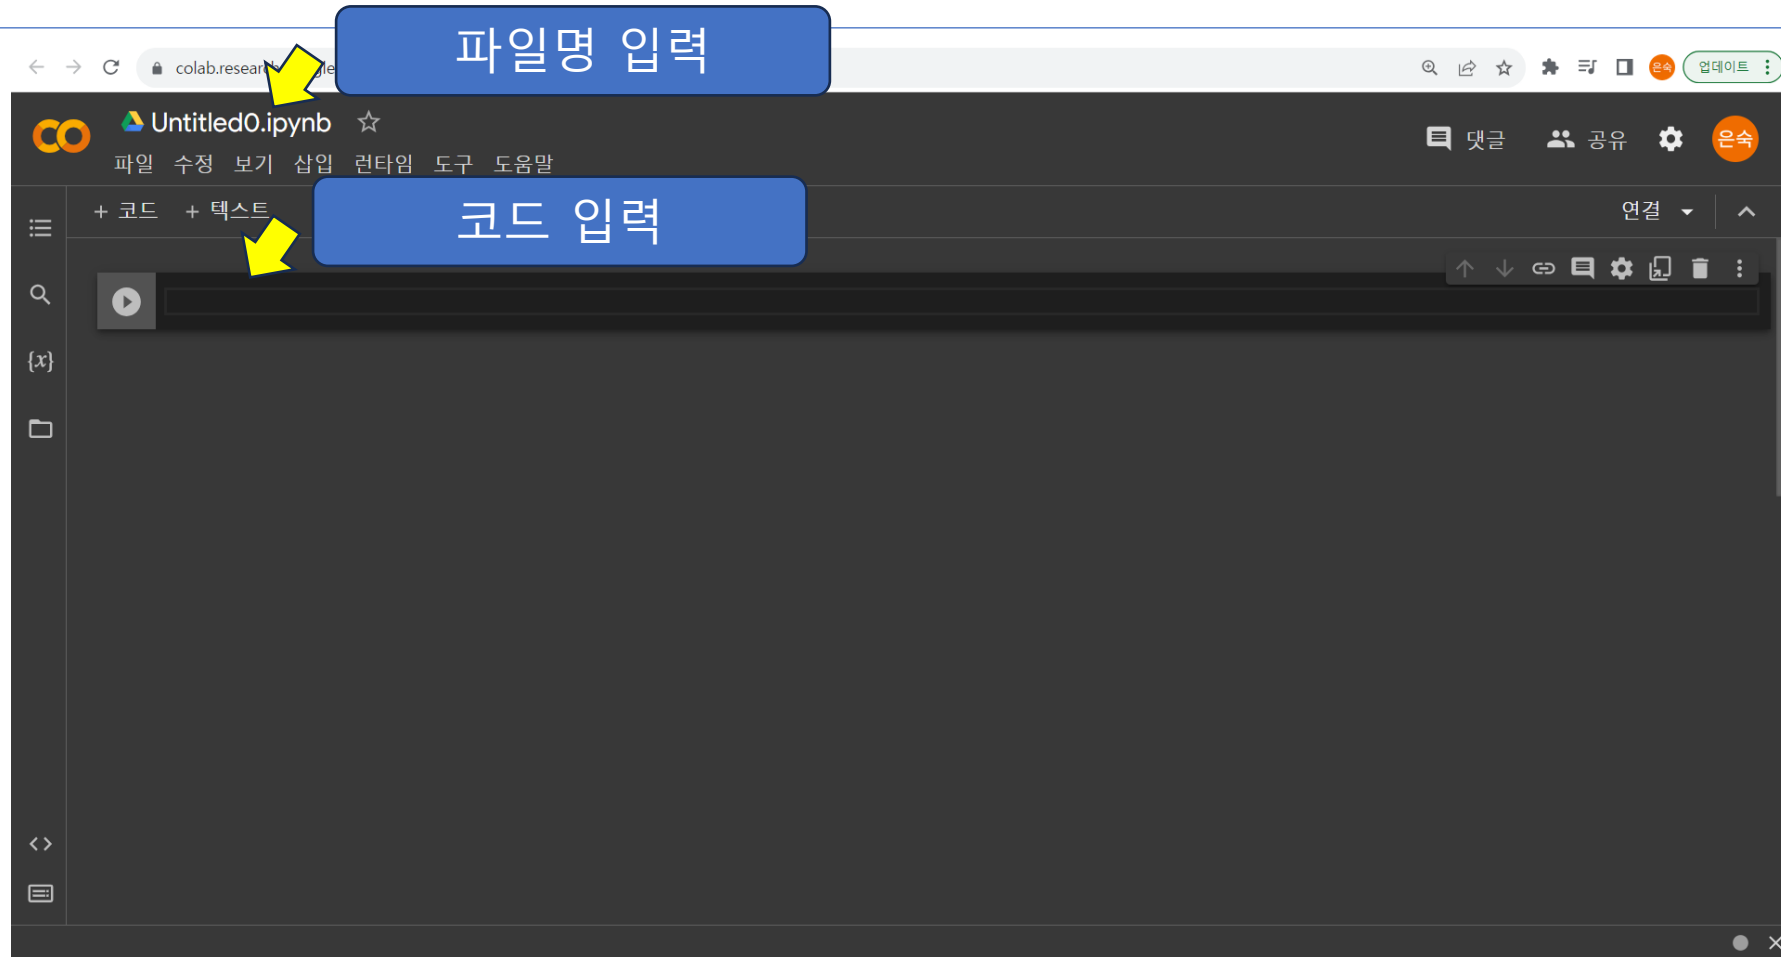 파일명 입력
colab.research
업데이트
은숙
Untitled0.ipynb
댓글 공유 은숙
파일 수정 보기 삽입 런타임 도구 도움말
코드 입력
+ 코드 + 텍스트
연결
{x}